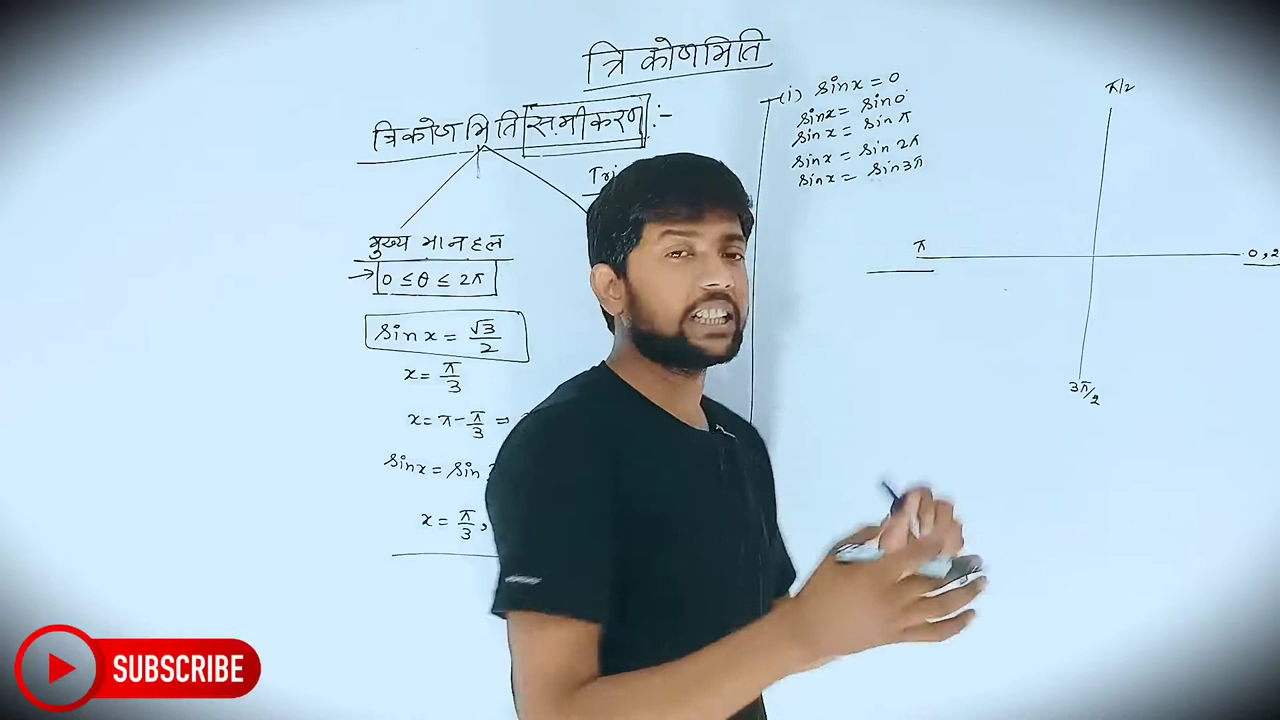 त्रिकोणमिति
त्रिकोणमिति समीकरण :-
मुख्य मान हल
→ 0 ≤ θ ≤ 2π
sin x = √3/2
x = π/3
x = π - π/3 =
sin x = sin
x = π/3,
Tri
(i) sin x = 0
sin x = sin 0
sin x = sin π
sin x = sin 2π
sin x = sin 3π
π/2
π
0, 2
3π/2
SUBSCRIBE